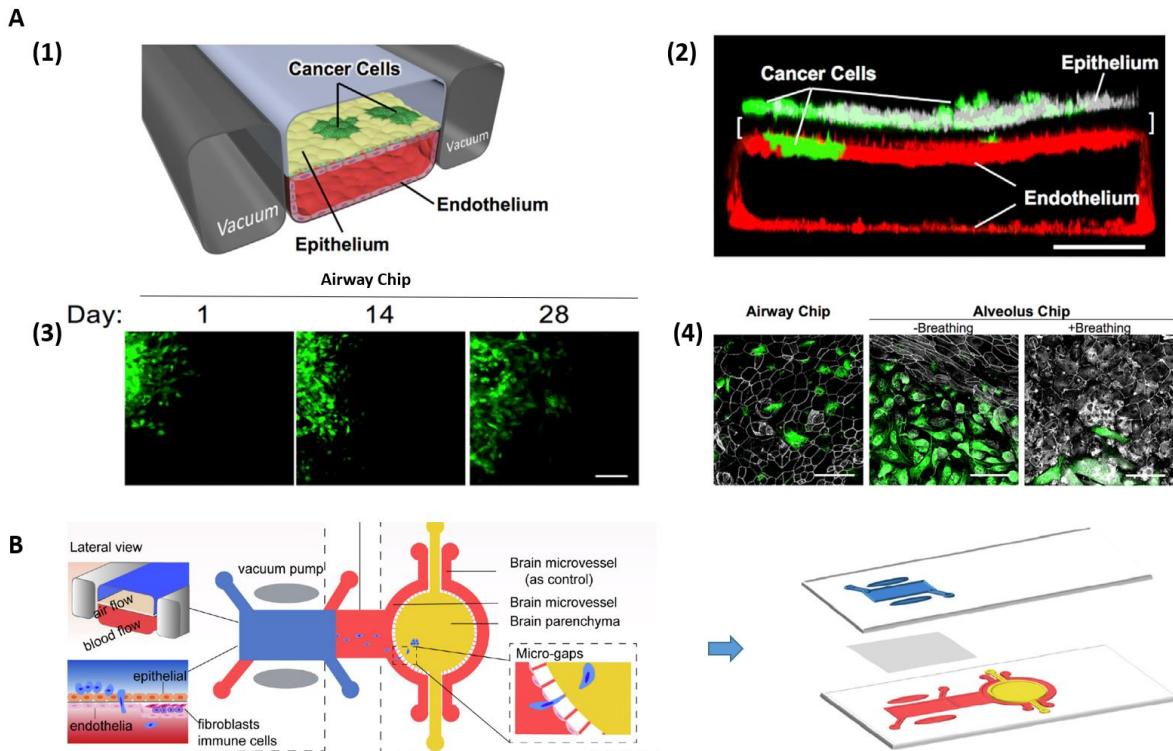 A
(1)
Cancer Cells
Vacuum
Vacuum
Endothelium
Epithelium
(2)
Cancer Cells
Epithelium
Endothelium
Airway Chip
(3)
Day: 1 14 28
(4)
Airway Chip Alveolus Chip
-Breathing +Breathing
B
Lateral view
air flow
blood flow
epithelial
endothelia
fibroblasts
immune cells
vacuum pump
Brain microvessel
(as control)
Brain microvessel
Brain parenchyma
Micro-gaps